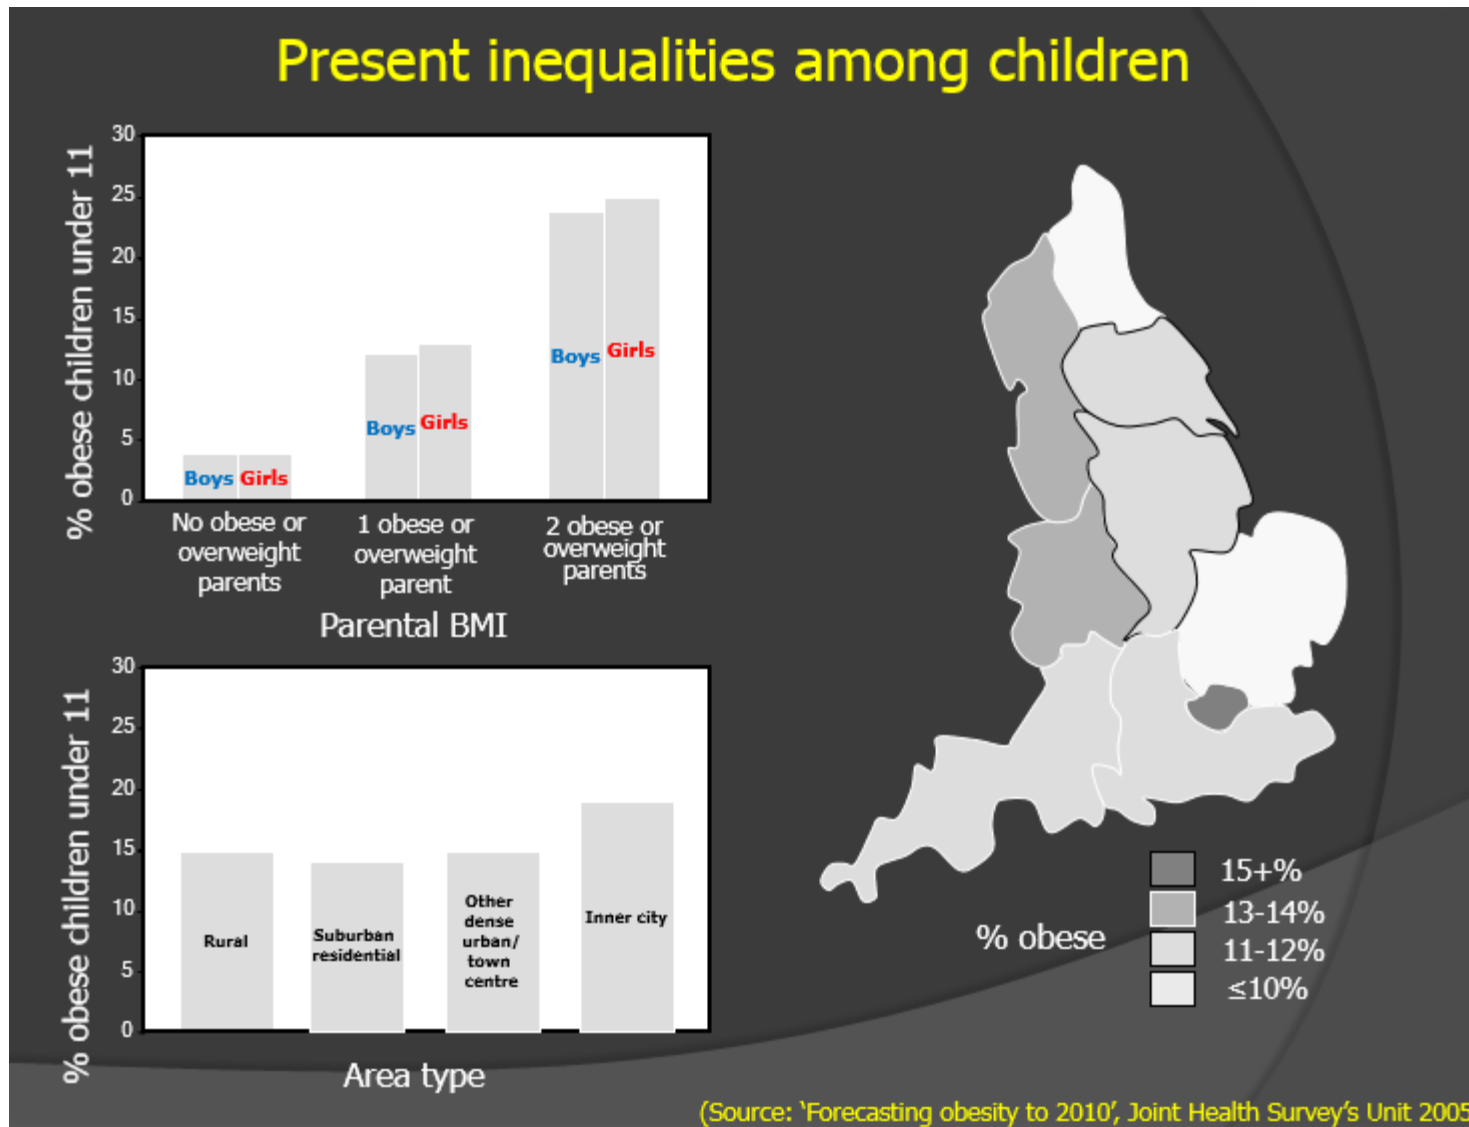 Present inequalities among children
% obese children under 11
30
25
20
15
10
5
0
Boys Girls
Boys Girls
Boys Girls
No obese or
overweight
parents
1 obese or
overweight
parent
2 obese or
overweight
parents
Parental BMI
% obese children under 11
30
25
20
15
10
5
0
Rural
Suburban
residential
Other
dense
urban/
town
centre
Inner city
Area type
% obese
15+%
13-14%
11-12%
≤10%
(Source: ‘Forecasting obesity to 2010’, Joint Health Survey’s Unit 2005